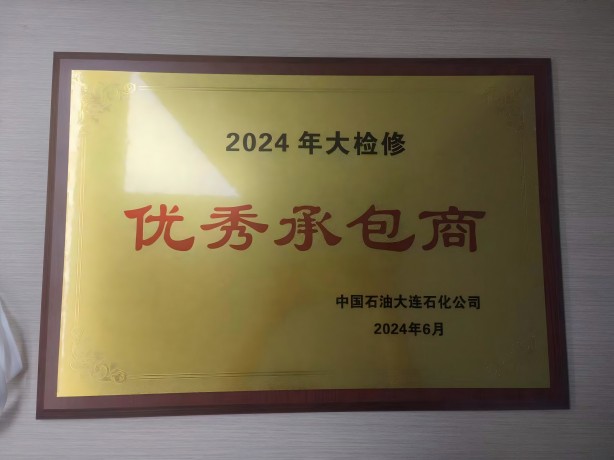 2024 年大检修
优秀承包商
中国石油大连石化公司
2024年6月